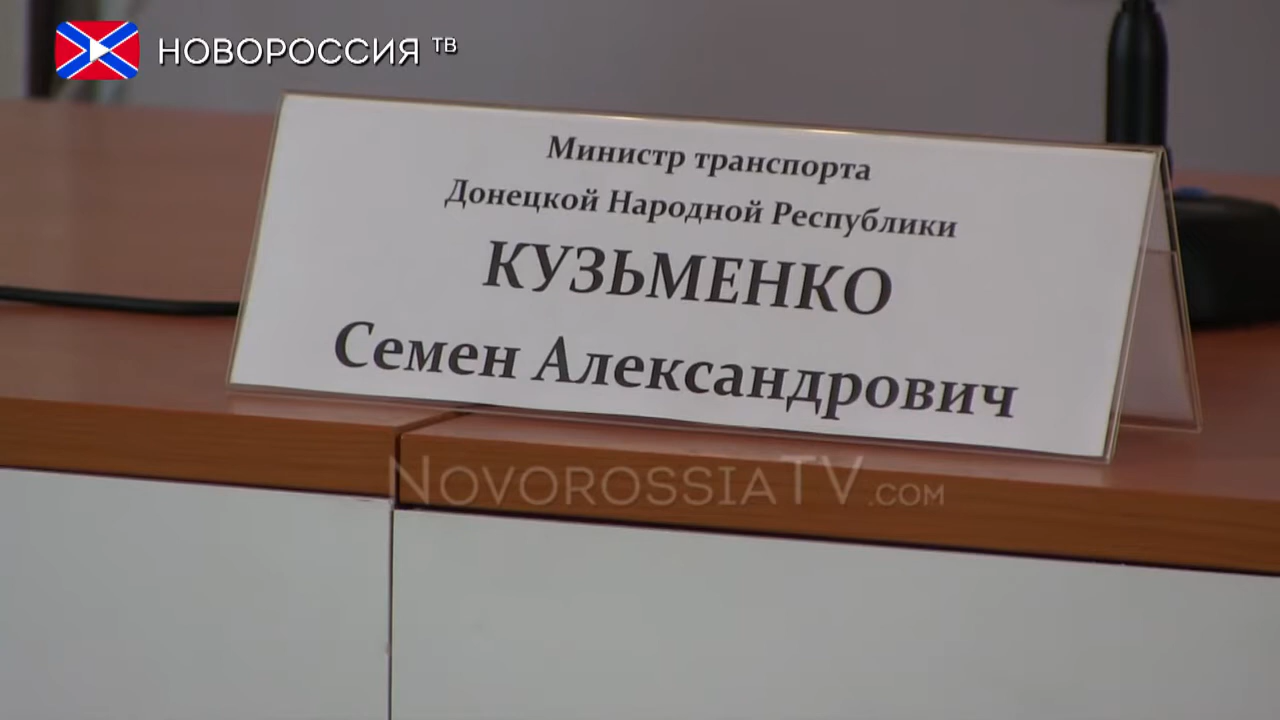 НОВОРОССИЯ ТВ
Министр транспорта
Донецкой Народной Республики
КУЗЬМЕНКО
Семен Александрович
NOVOROSSIATV.COM